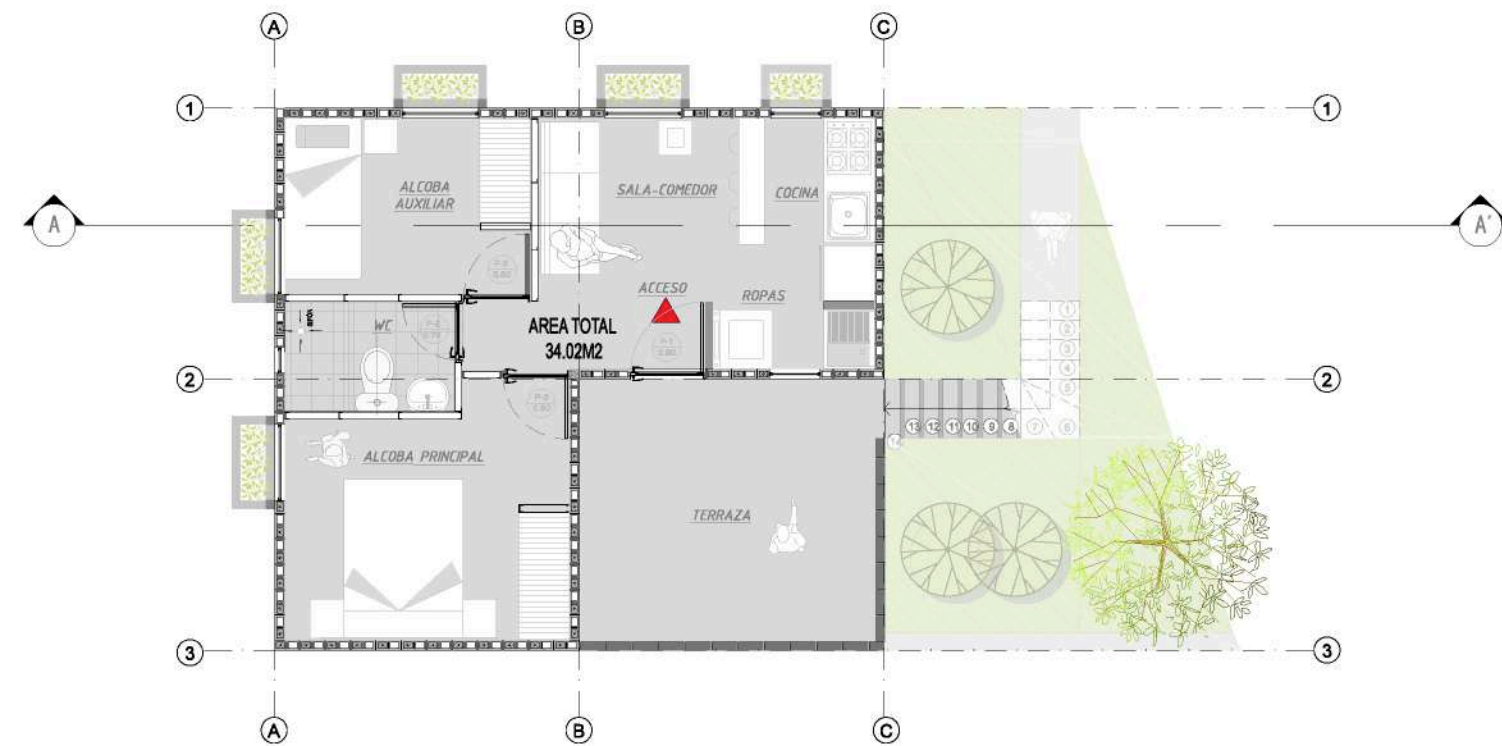 A
B
C
1
1
ALCOBA
AUXILIAR
SALA-COMEDOR
COCINA
A
A'
ACCESO
ROPAS
WC
AREA TOTAL
34.02M2
1
2
3
4
5
6
7
8
9
10
11
12
13
2
2
ALCOBA PRINCIPAL
TERRAZA
3
3
A
B
C